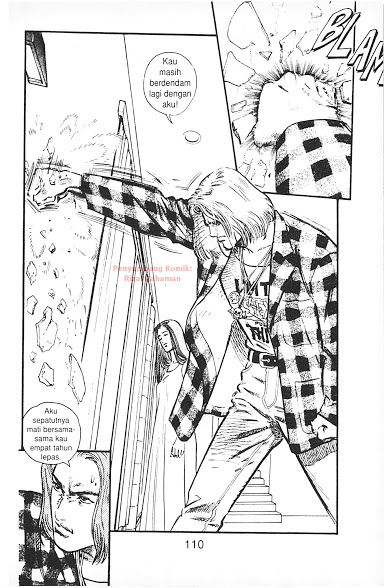 BLAM
Kau
masih
berdendam
lagi dengan
aku!
Aku
sepatutnya
mati bersama-
sama kau
empat tahun
lepas.
110